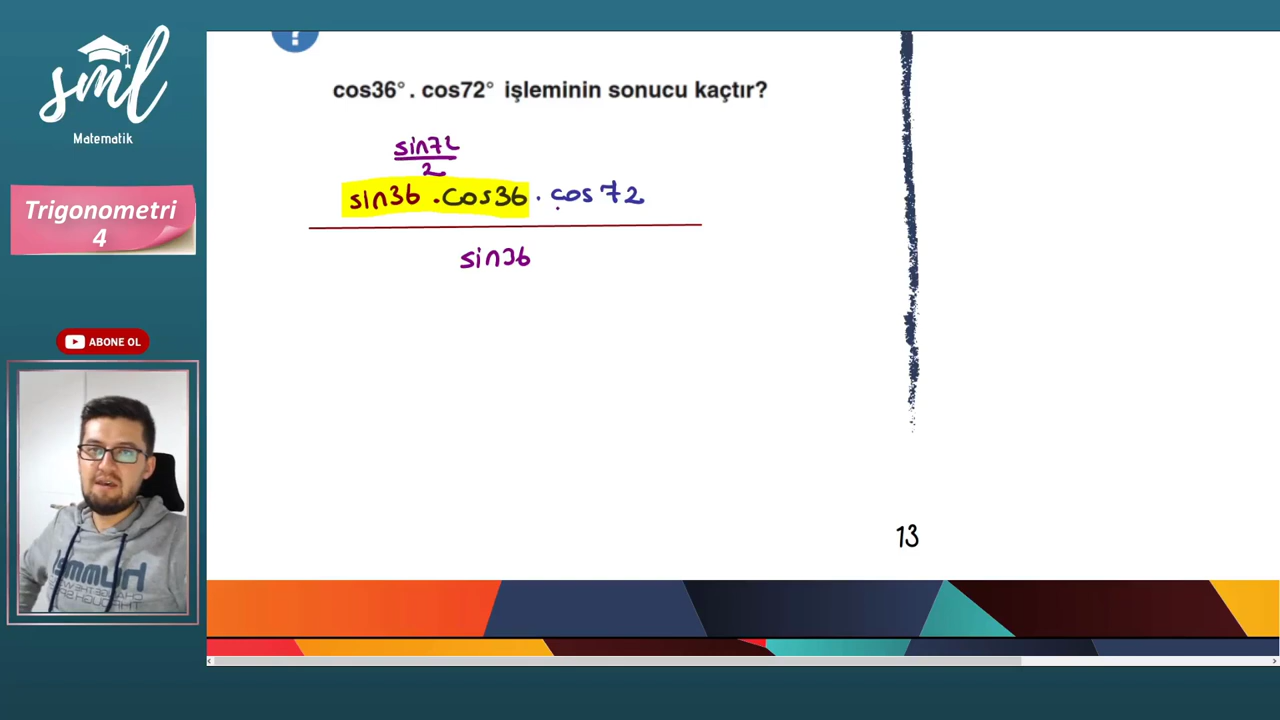 sml
Matematik
Trigonometri
4
ABONE OL
?
cos36° . cos72° işleminin sonucu kaçtır?
sin72
2
sin36 . cos36 . cos72
sin36
13